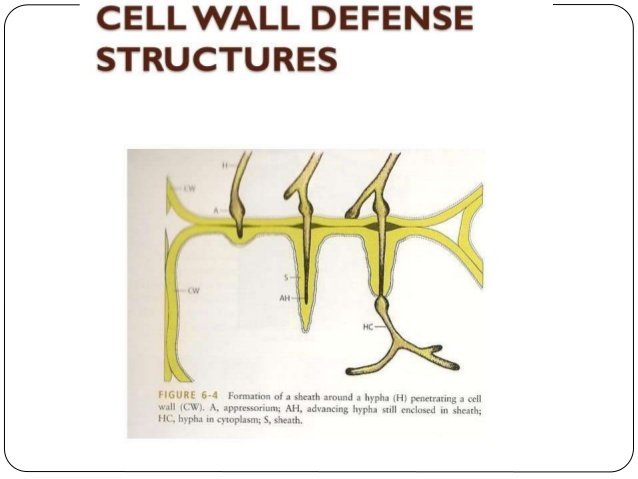 CELL WALL DEFENSE
STRUCTURES
H
CW
A
CW
S
AH
HC
FIGURE 6-4 Formation of a sheath around a hypha (H) penetrating a cell
wall (CW). A, appressorium; AH, advancing hypha still enclosed in sheath;
HC, hypha in cytoplasm; S, sheath.